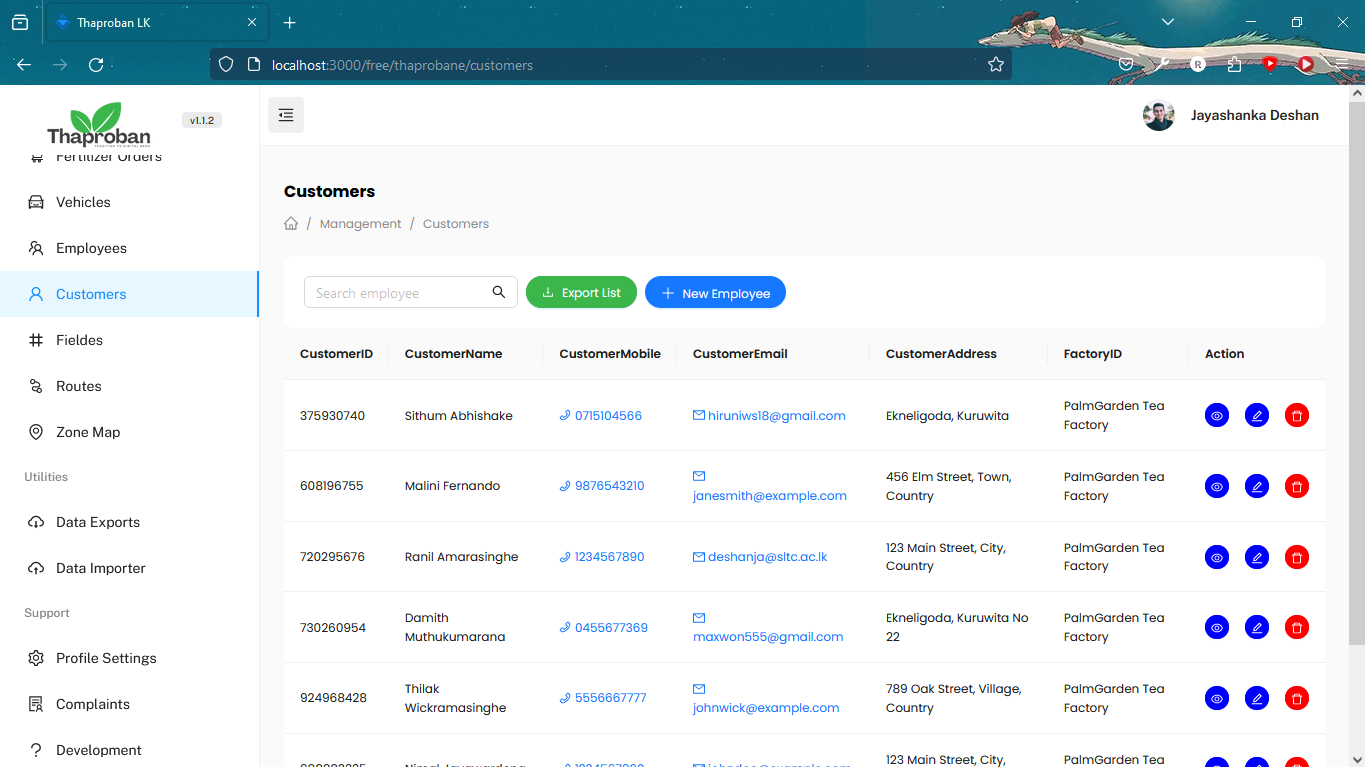 Thaproban LK
localhost:3000/free/thaprobane/customers
R
Thaproban
v1.1.2
Jayashanka Deshan
Fertilizer Orders
Vehicles
Employees
Customers
Fieldes
Routes
Zone Map
Utilities
Data Exports
Data Importer
Support
Profile Settings
Complaints
Development
Customers
/ Management / Customers
Search employee
Export List
New Employee
CustomerID CustomerName CustomerMobile CustomerEmail CustomerAddress FactoryID Action
375930740 Sithum Abhishake 0715104566 hiruniws18@gmail.com Ekneligoda, Kuruwita PalmGarden Tea
Factory
608196755 Malini Fernando 9876543210 janesmith@example.com 456 Elm Street, Town, PalmGarden Tea
Country Factory
720295676 Ranil Amarasinghe 1234567890 deshanja@sltc.ac.lk 123 Main Street, City, PalmGarden Tea
Country Factory
730260954 Damith 0455677369 maxwon555@gmail.com Ekneligoda, Kuruwita No PalmGarden Tea
Muthukumarana 22 Factory
924968428 Thilak 5556667777 johnwick@example.com 789 Oak Street, Village, PalmGarden Tea
Wickramasinghe Country Factory
123 Main Street, City, PalmGarden Tea